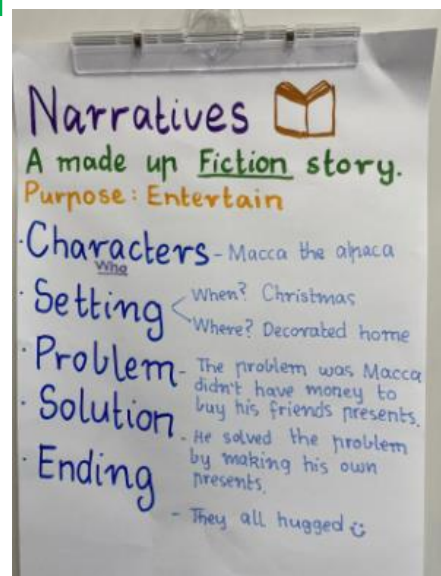 Narratives
A made up Fiction story.
Purpose: Entertain
·Characters - Macca the alpaca
Who
·Setting
When? Christmas
Where? Decorated home
·Problem - The problem was Macca
didn't have money to
buy his friends presents.
·Solution - He solved the problem
by making his own
presents.
·Ending
- They all hugged